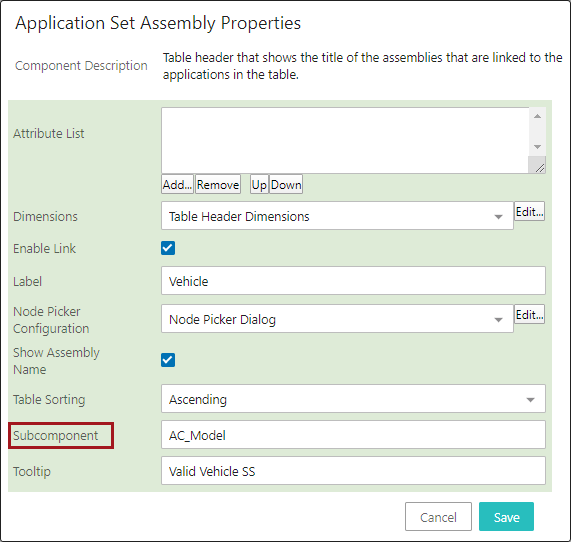 Application Set Assembly Properties
Component Description
Table header that shows the title of the assemblies that are linked to the
applications in the table.
Attribute List
Add... Remove Up Down
Dimensions Table Header Dimensions Edit...
Enable Link
Label Vehicle
Node Picker
Configuration
Node Picker Dialog Edit...
Show Assembly
Name
Table Sorting Ascending
Subcomponent AC_Model
Tooltip Valid Vehicle SS
Cancel Save